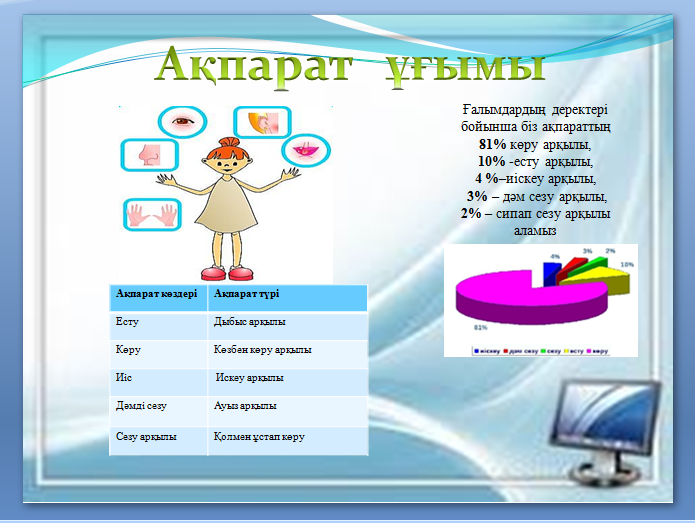 Ақпарат ұғымы
Ғалымдардың деректері
бойынша біз ақпараттың
81% көру арқылы,
10% -есту арқылы,
4 %–иіскеу арқылы,
3% – дәм сезу арқылы,
2% – сипап сезу арқылы
аламыз
4%
3%
2%
10%
81%
иіскеу дәм сезу сезу есту көру
Ақпарат көздері Ақпарат түрі
Есту Дыбыс арқылы
Көру Көзбен көру арқылы
Иіс Искеу арқылы
Дәмді сезу Ауыз арқылы
Сезу арқылы Қолмен ұстап көру